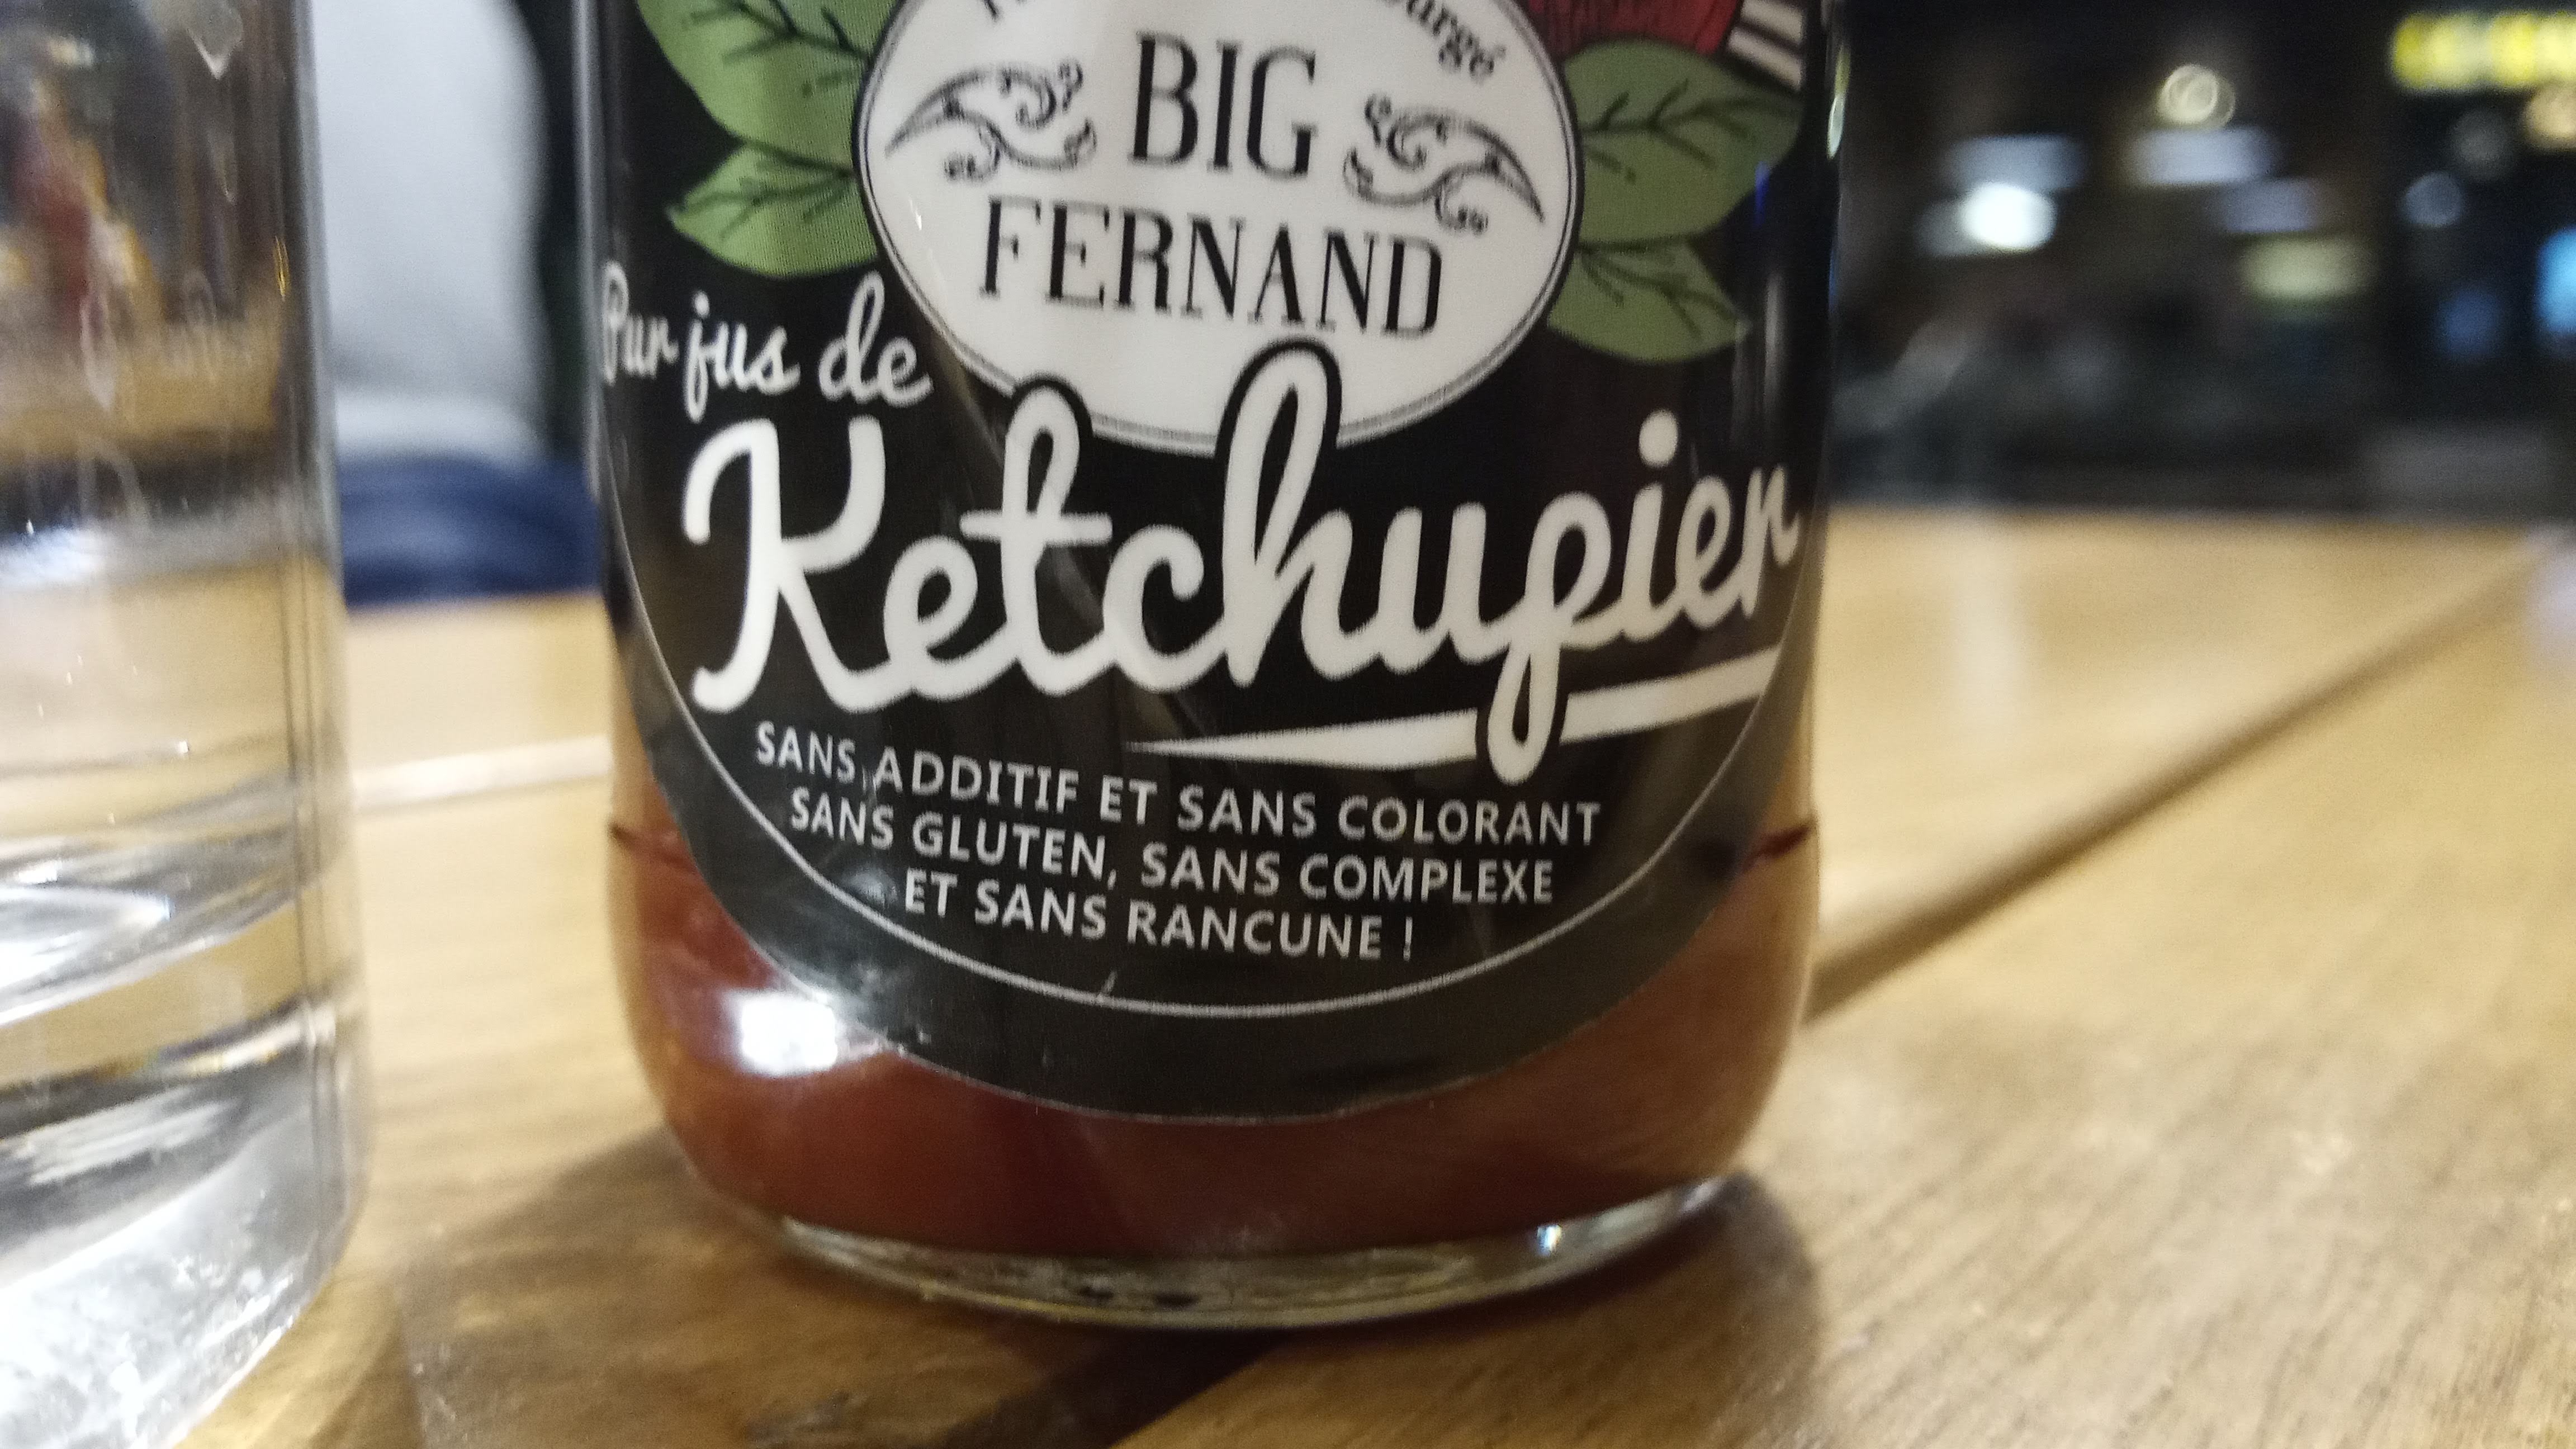 BIG
FERNAND
Pur jus de
Ketchupier
SANS ADDITIF ET SANS COLORANT
SANS GLUTEN, SANS COMPLEXE
ET SANS RANCUNE !